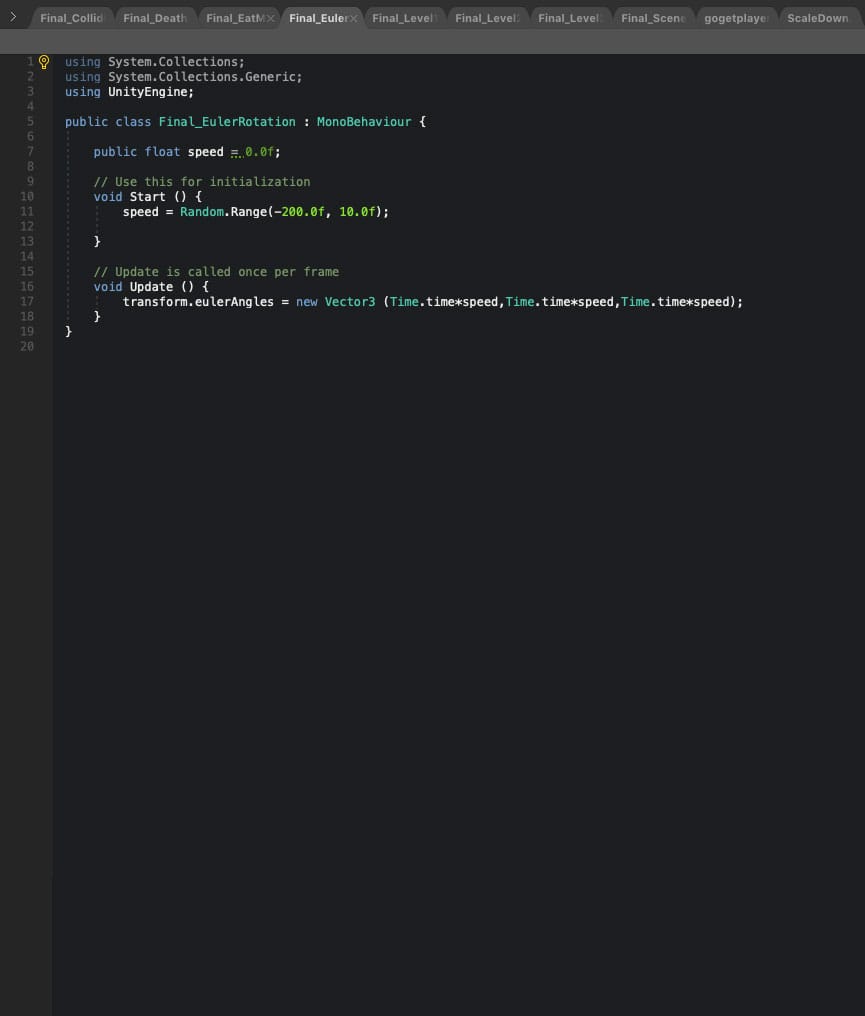 Final_Collid Final_Death Final_EatM Final_Euler Final_Level1 Final_Level2 Final_Level Final_Scene gogetplayer ScaleDown.
1 using System.Collections;
2 using System.Collections.Generic;
3 using UnityEngine;
4
5 public class Final_EulerRotation : MonoBehaviour {
6
7 public float speed = 0.0f;
8
9 // Use this for initialization
10 void Start () {
11 speed = Random.Range(-200.0f, 10.0f);
12
13 }
14
15 // Update is called once per frame
16 void Update () {
17 transform.eulerAngles = new Vector3 (Time.time*speed,Time.time*speed,Time.time*speed);
18 }
19 }
20